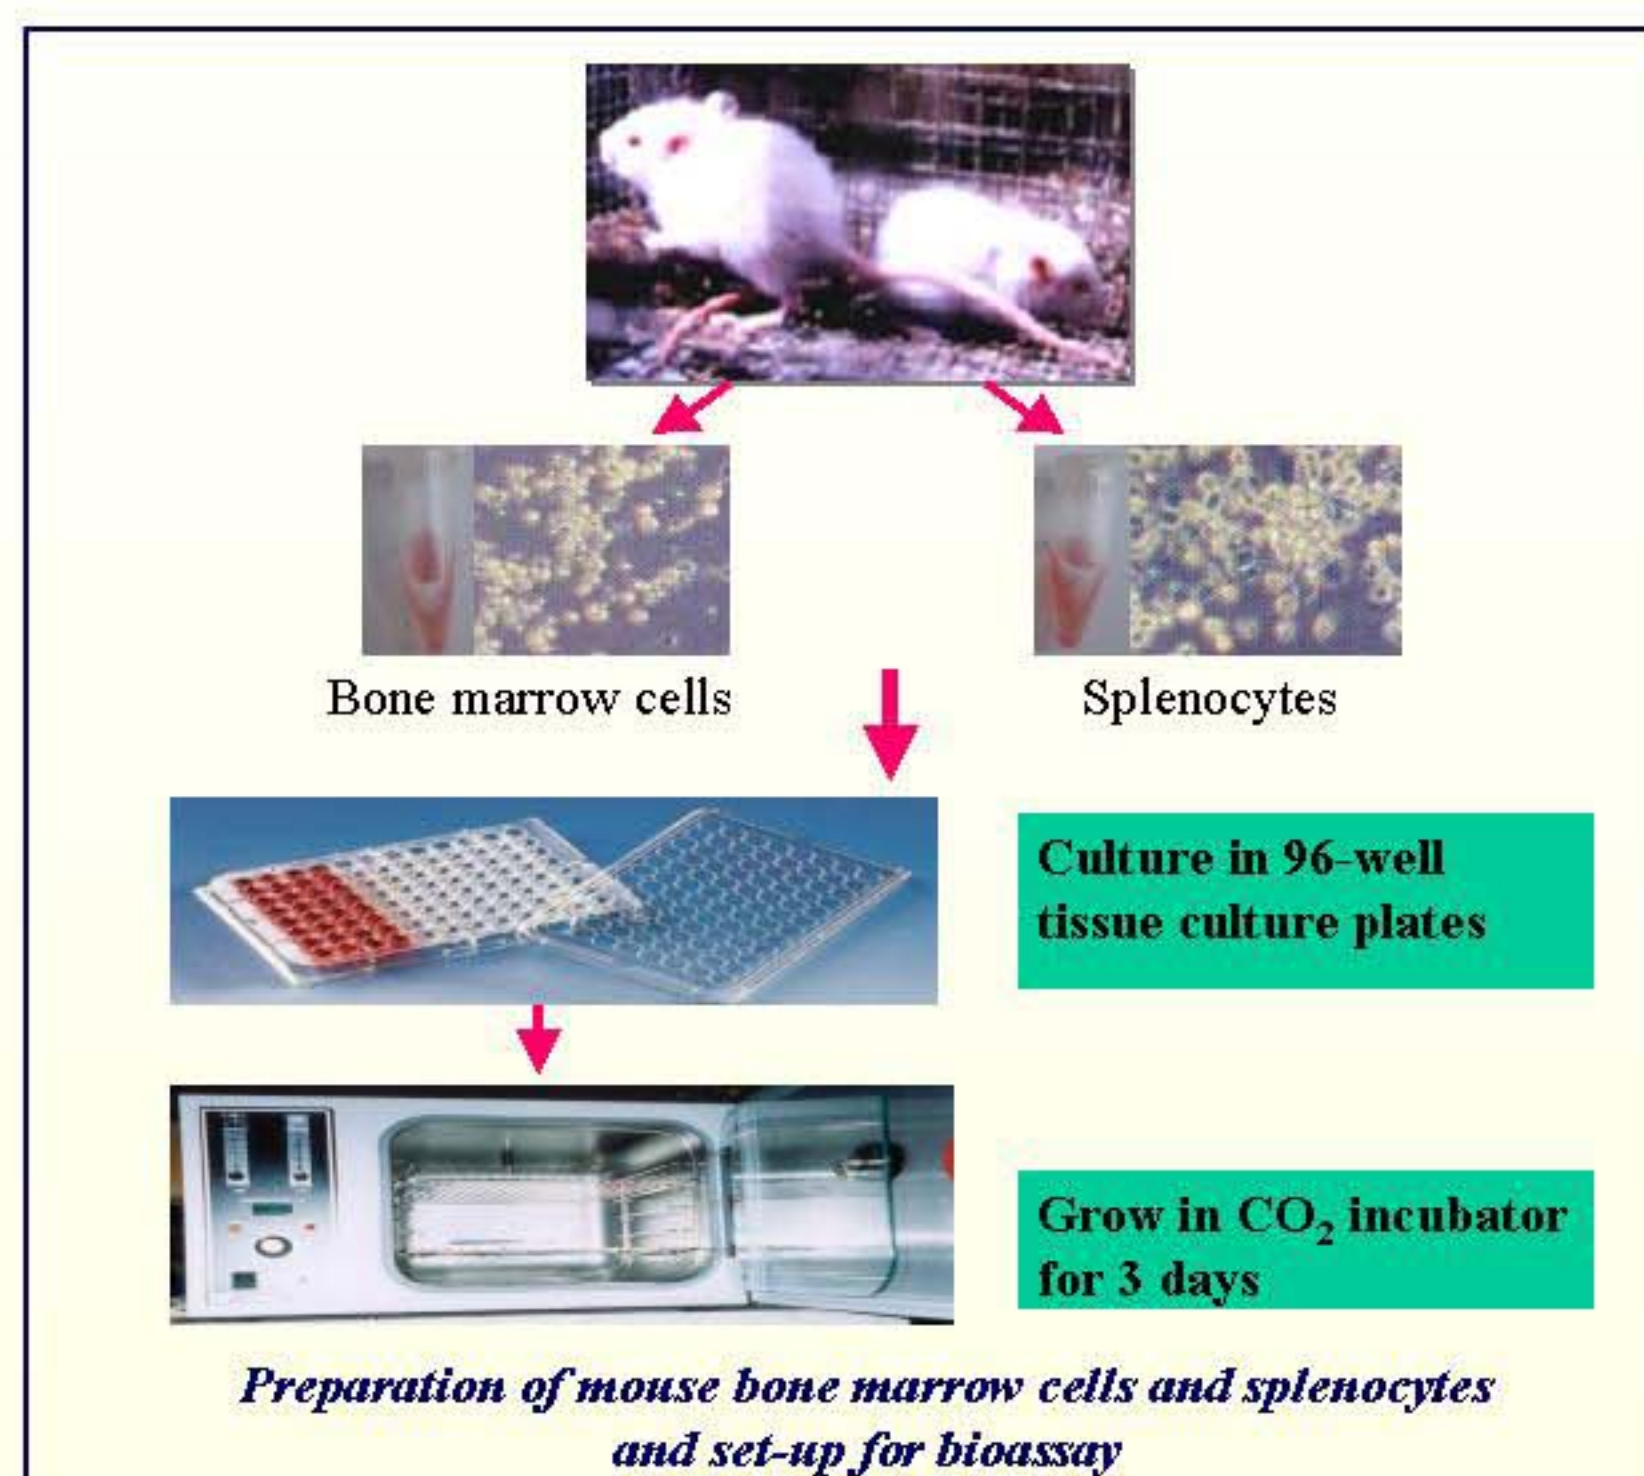 Bone marrow cells
Splenocytes
Culture in 96-well
tissue culture plates
Grow in CO₂ incubator
for 3 days
Preparation of mouse bone marrow cells and splenocytes
and set-up for bioassay